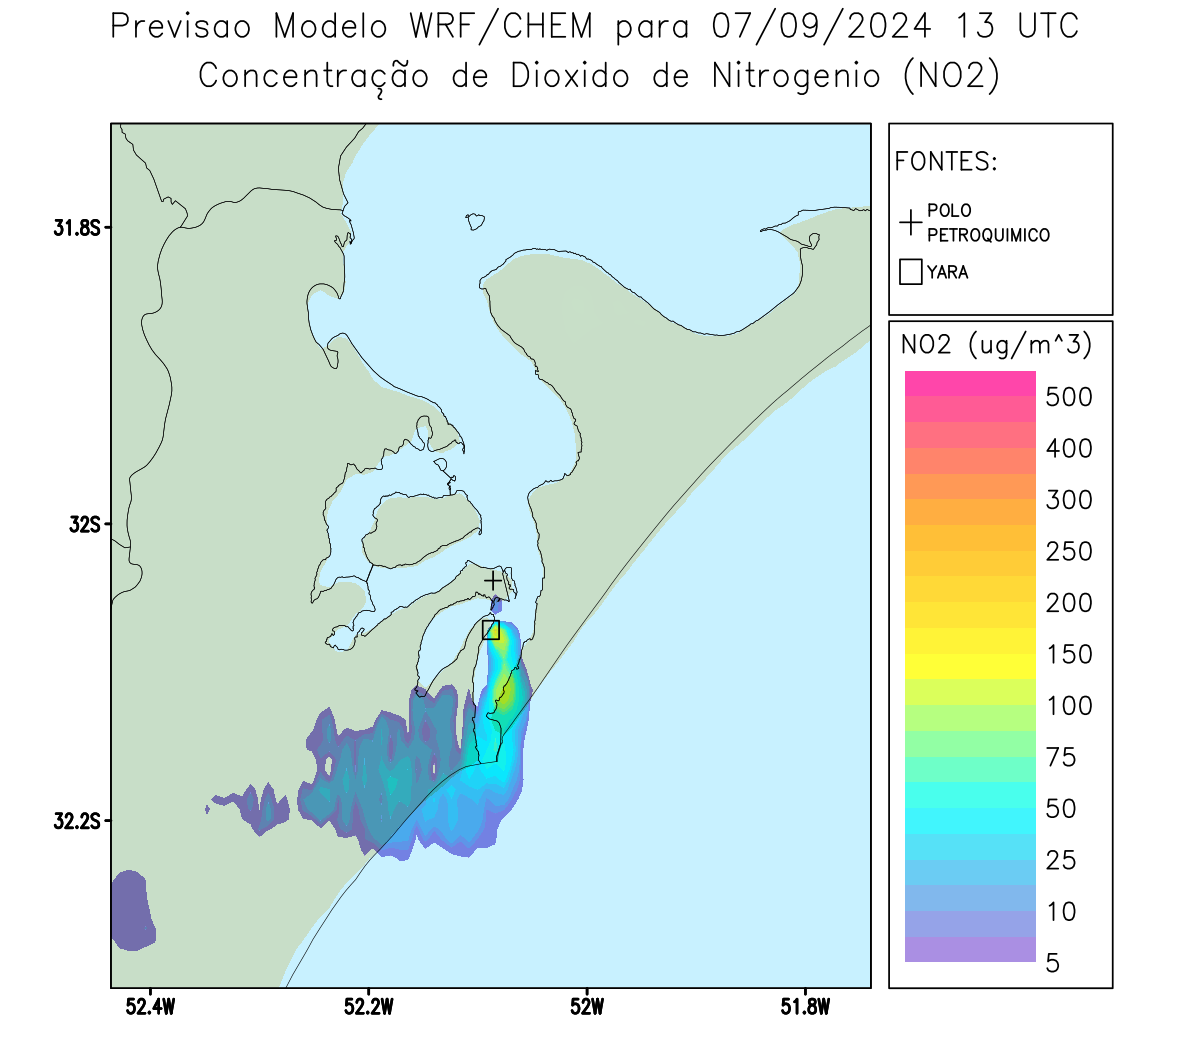 Previsao Modelo WRF/CHEM para 07/09/2024 13 UTC
Concentração de Dioxido de Nitrogenio (NO2)
FONTES:
POLO
PETROQUIMICO
YARA
NO2 (ug/m^3)
500
400
300
250
200
150
100
75
50
25
10
5
31.8S
32S
32.2S
52.4W
52.2W
52W
51.8W